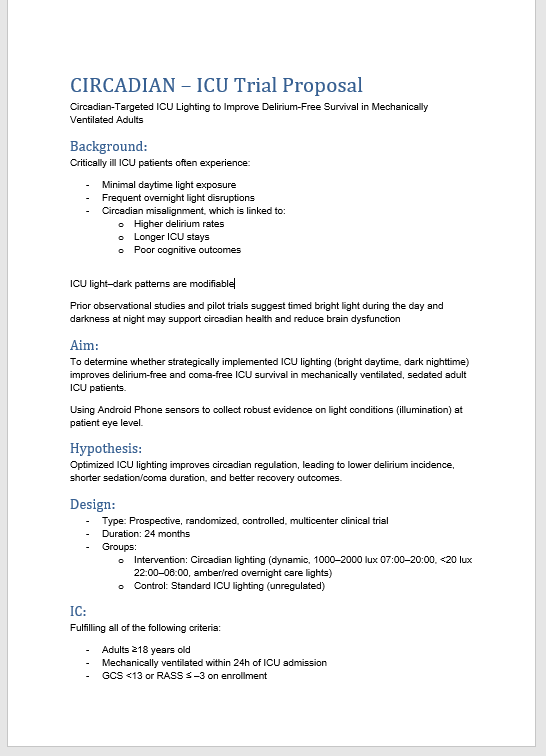 CIRCADIAN – ICU Trial Proposal
Circadian-Targeted ICU Lighting to Improve Delirium-Free Survival in Mechanically
Ventilated Adults
Background:
Critically ill ICU patients often experience:
- Minimal daytime light exposure
- Frequent overnight light disruptions
- Circadian misalignment, which is linked to:
o Higher delirium rates
o Longer ICU stays
o Poor cognitive outcomes
ICU light–dark patterns are modifiable
Prior observational studies and pilot trials suggest timed bright light during the day and
darkness at night may support circadian health and reduce brain dysfunction
Aim:
To determine whether strategically implemented ICU lighting (bright daytime, dark nighttime)
improves delirium-free and coma-free ICU survival in mechanically ventilated, sedated adult
ICU patients.
Using Android Phone sensors to collect robust evidence on light conditions (illumination) at
patient eye level.
Hypothesis:
Optimized ICU lighting improves circadian regulation, leading to lower delirium incidence,
shorter sedation/coma duration, and better recovery outcomes.
Design:
- Type: Prospective, randomized, controlled, multicenter clinical trial
- Duration: 24 months
- Groups:
o Intervention: Circadian lighting (dynamic, 1000–2000 lux 07:00–20:00, <20 lux
22:00–06:00, amber/red overnight care lights)
o Control: Standard ICU lighting (unregulated)
IC:
Fulfilling all of the following criteria:
- Adults ≥18 years old
- Mechanically ventilated within 24h of ICU admission
- GCS <13 or RASS ≤ –3 on enrollment